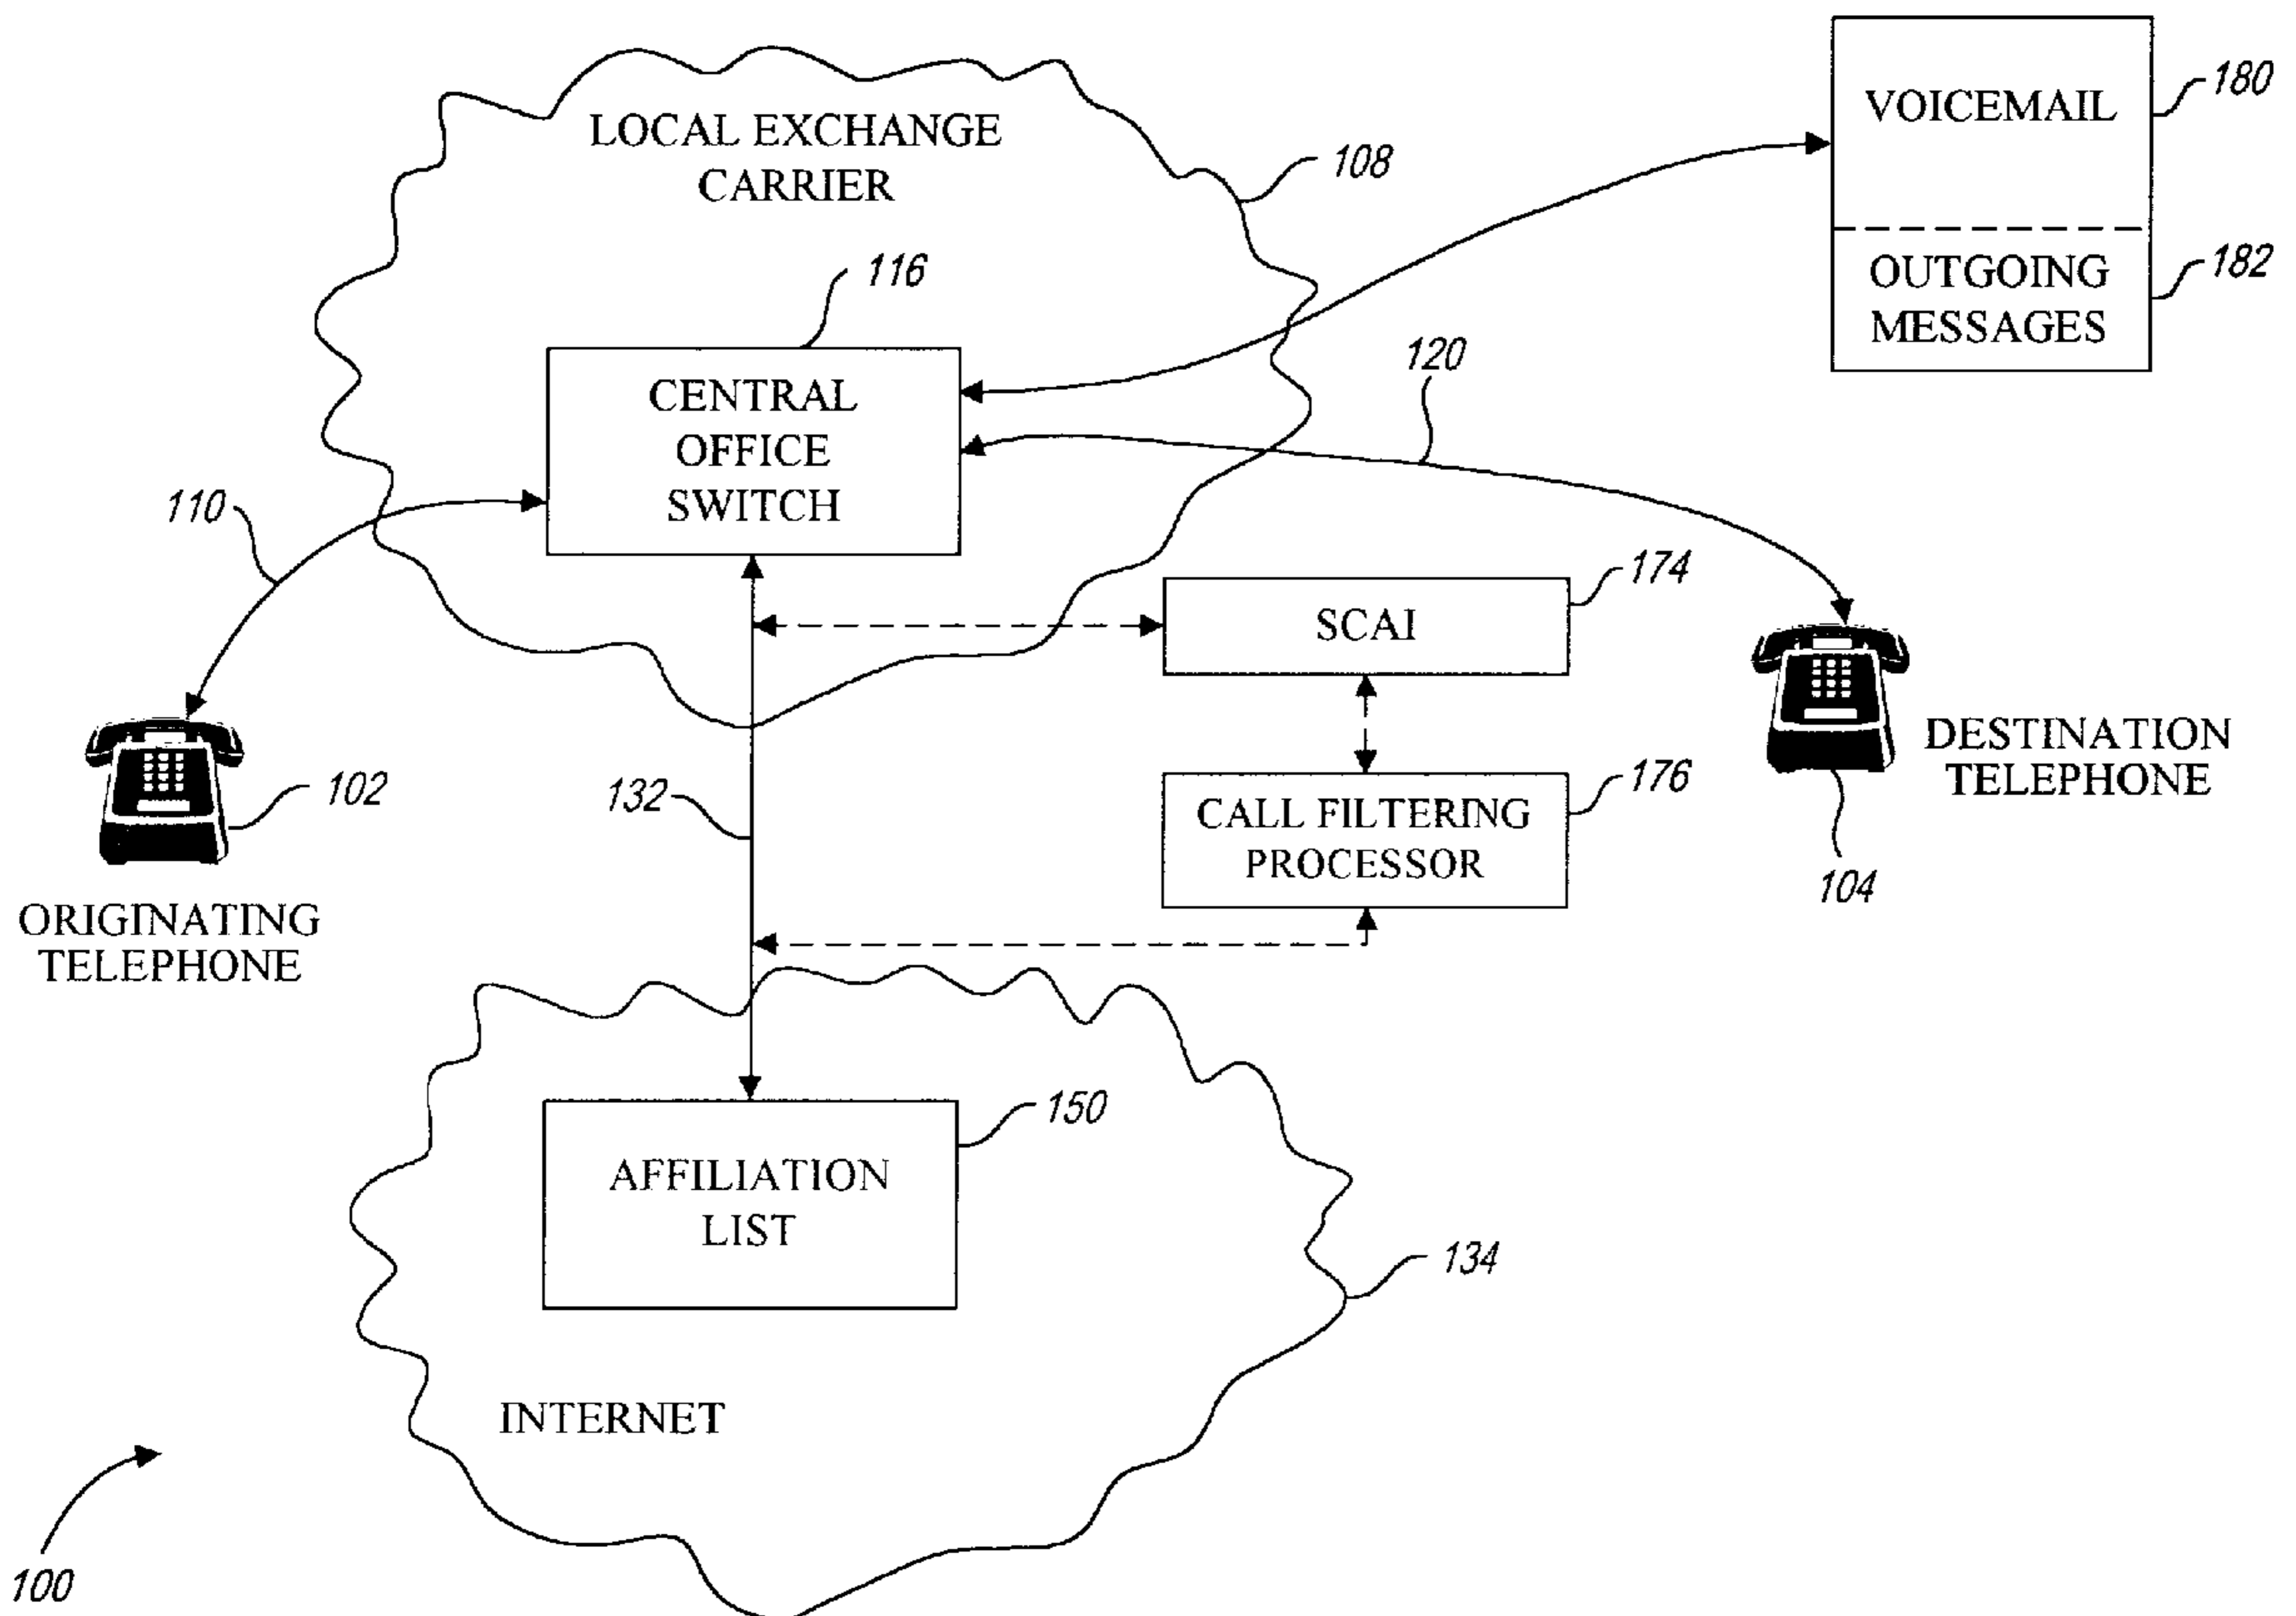 VOICEMAIL
180
LOCAL EXCHANGE
CARRIER
108
OUTGOING
MESSAGES
182
116
CENTRAL
OFFICE
SWITCH
120
110
174
SCAI
DESTINATION
TELEPHONE
104
176
CALL FILTERING
PROCESSOR
132
102
ORIGINATING
TELEPHONE
150
AFFILIATION
LIST
134
INTERNET
100